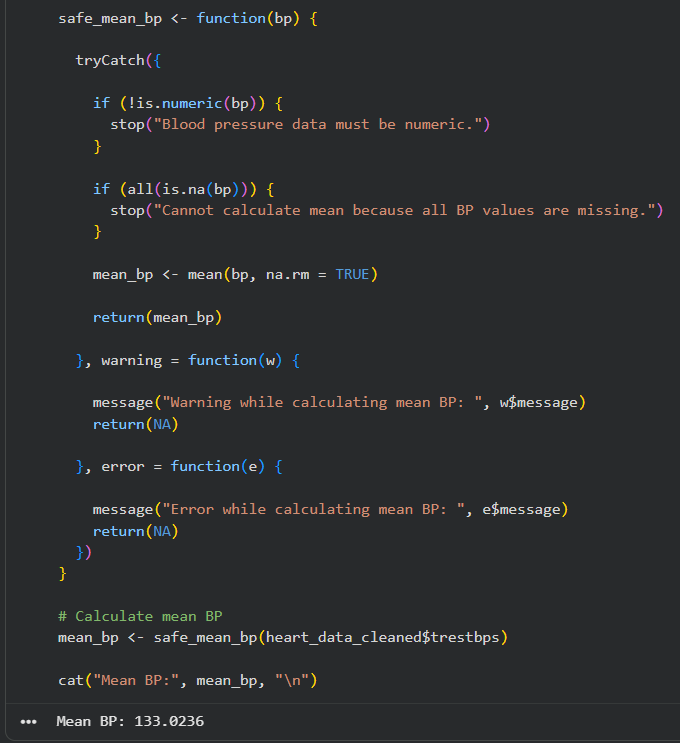 safe_mean_bp <- function(bp) {
tryCatch({
if (!is.numeric(bp)) {
stop("Blood pressure data must be numeric.")
}
if (all(is.na(bp))) {
stop("Cannot calculate mean because all BP values are missing.")
}
mean_bp <- mean(bp, na.rm = TRUE)
return(mean_bp)
}, warning = function(w) {
message("Warning while calculating mean BP: ", w$message)
return(NA)
}, error = function(e) {
message("Error while calculating mean BP: ", e$message)
return(NA)
})
}
# Calculate mean BP
mean_bp <- safe_mean_bp(heart_data_cleaned$trestbps)
cat("Mean BP:", mean_bp, "\n")
••• Mean BP: 133.0236